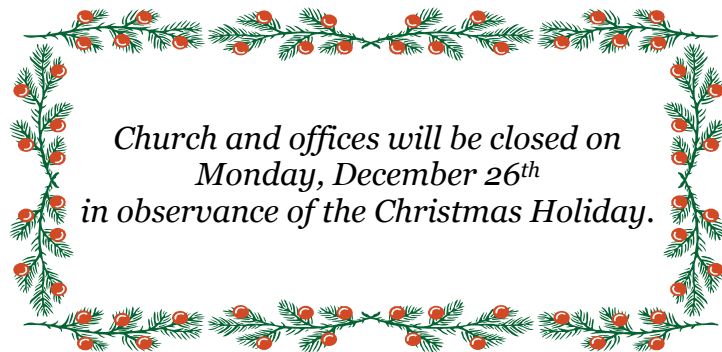 Church and offices will be closed on
Monday, December 26th
in observance of the Christmas Holiday.